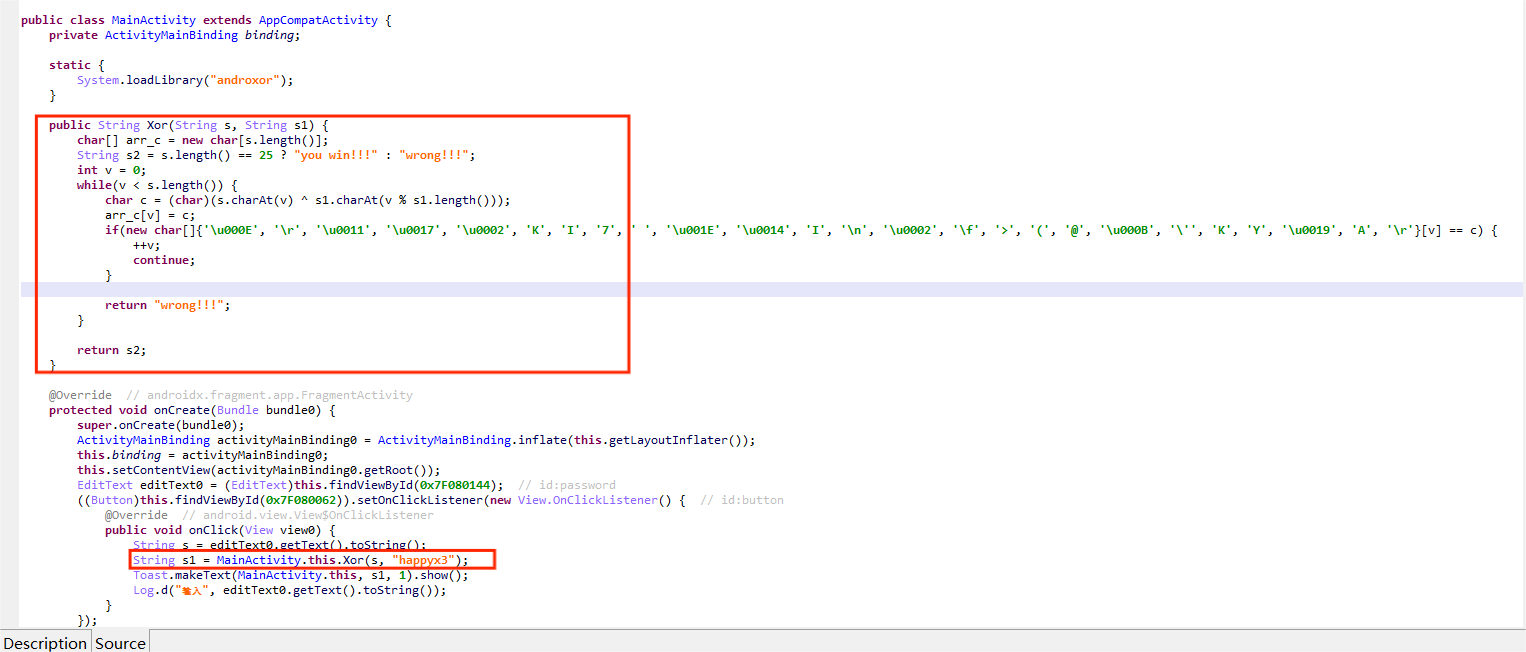 public class MainActivity extends AppCompatActivity {
    private ActivityMainBinding binding;

    static {
        System.loadLibrary("androxor");
    }

    public String Xor(String s, String s1) {
        char[] arr_c = new char[s.length()];
        String s2 = s.length() == 25 ? "you win!!!" : "wrong!!!";
        int v = 0;
        while(v < s.length()) {
            char c = (char)(s.charAt(v) ^ s1.charAt(v % s1.length()));
            arr_c[v] = c;
            if(new char[]{'\u000E', '\r', '\u0011', '\u0017', '\u0002', 'K', 'I', '7', ' ', '\u001E', '\u0014', 'I', '\n', '\u0002', '\f', '>', '(', '@', '\u000B', '\'', 'K', 'Y', '\u0019', 'A', '\r'}[v] == c) {
                ++v;
                continue;
            }

            return "wrong!!!";
        }

        return s2;
    }

    @Override  // androidx.fragment.app.FragmentActivity
    protected void onCreate(Bundle bundle0) {
        super.onCreate(bundle0);
        ActivityMainBinding activityMainBinding0 = ActivityMainBinding.inflate(this.getLayoutInflater());
        this.binding = activityMainBinding0;
        this.setContentView(activityMainBinding0.getRoot());
        EditText editText0 = (EditText)this.findViewById(0x7F080144);  // id:password
        ((Button)this.findViewById(0x7F080062)).setOnClickListener(new View.OnClickListener() {  // id:button
            @Override  // android.view.View$OnClickListener
            public void onClick(View view0) {
                String s = editText0.getText().toString();
                String s1 = MainActivity.this.Xor(s, "happyx3");
                Toast.makeText(MainActivity.this, s1, 1).show();
                Log.d("输入", editText0.getText().toString());
            }
        });
Description
Source